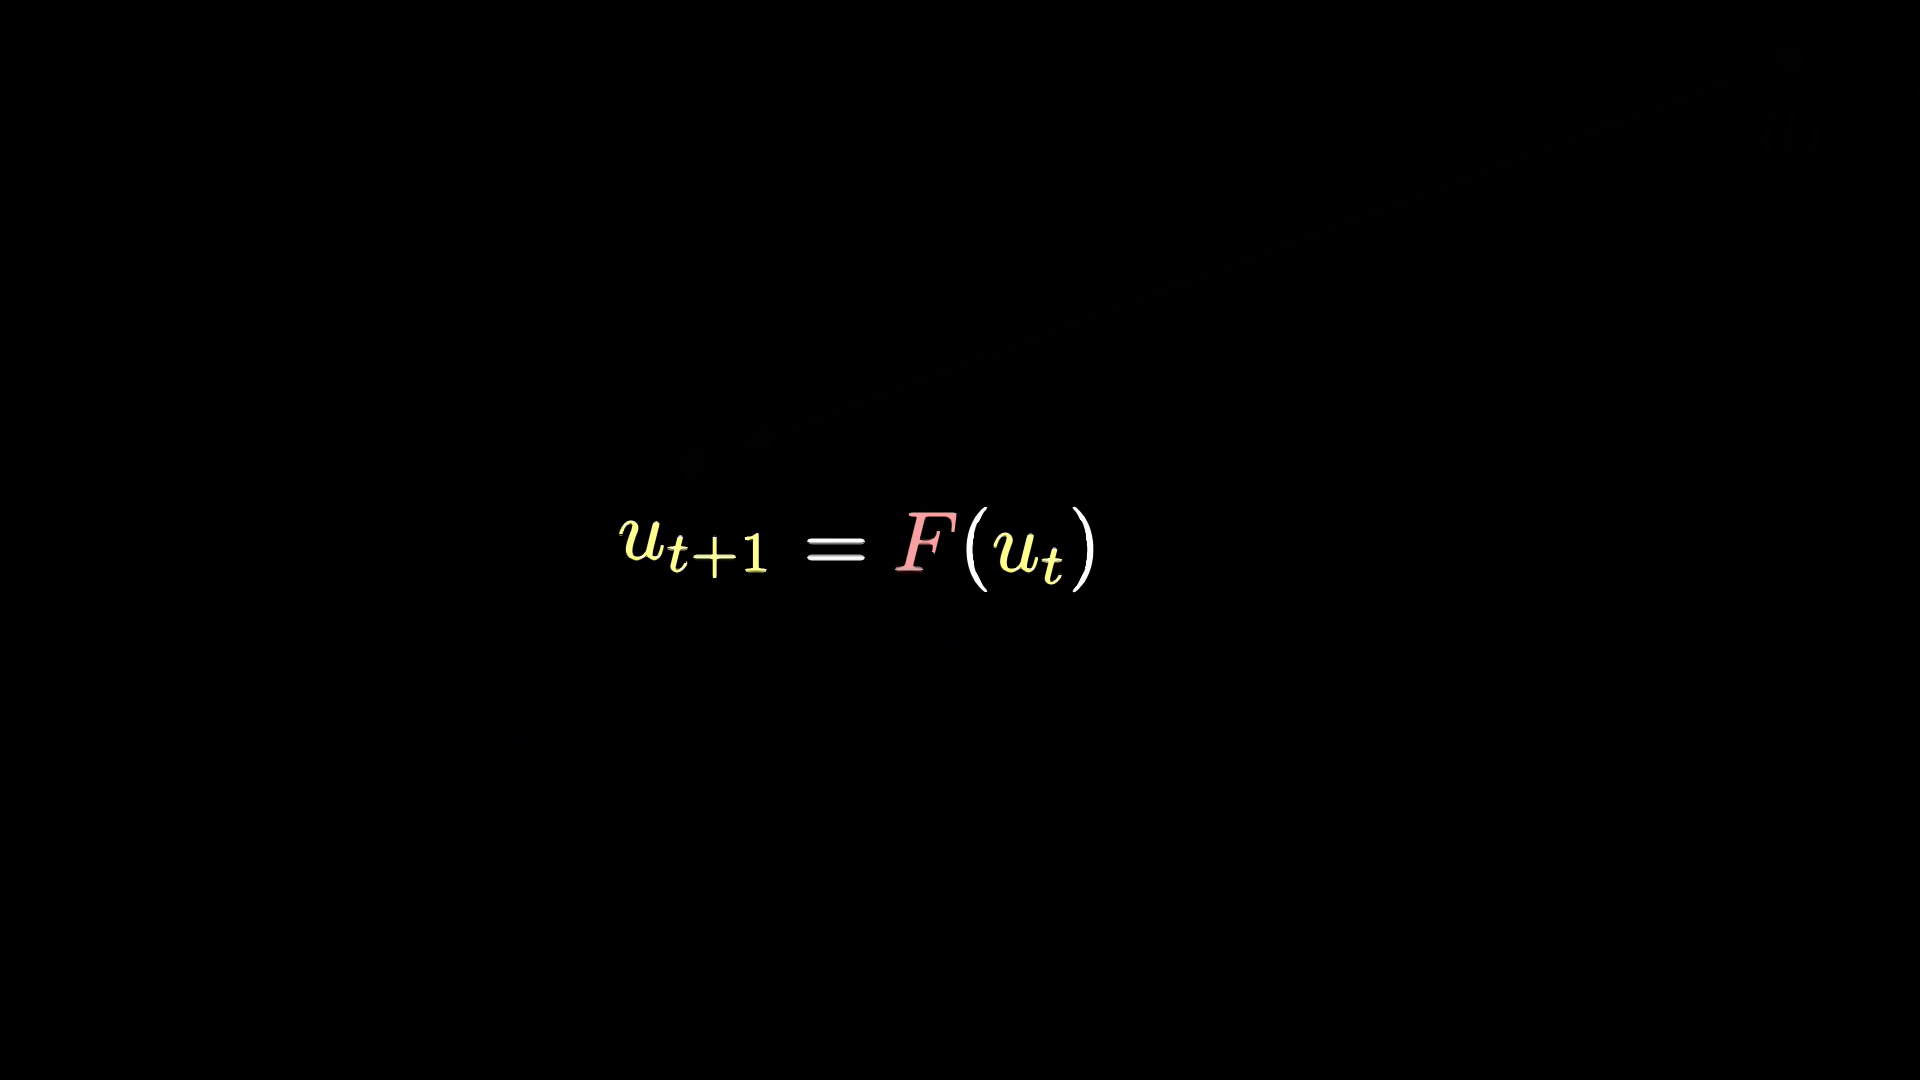 u_{t+1} = F(u_t)